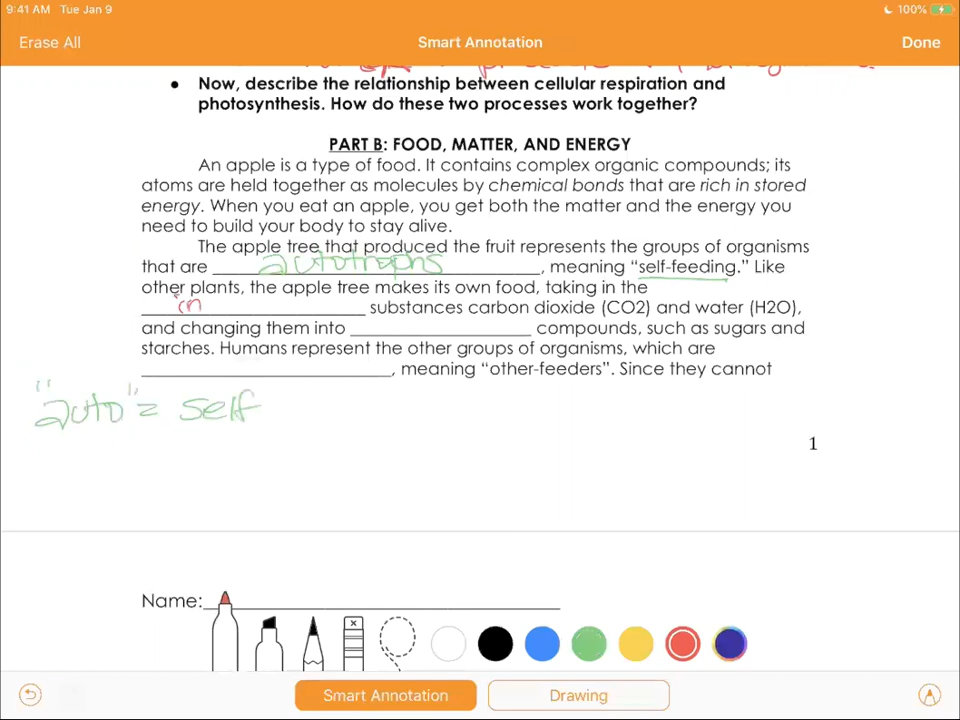 9:41 AM Tue Jan 9
100%
Erase All
Smart Annotation
Done
● Now, describe the relationship between cellular respiration and
photosynthesis. How do these two processes work together?
PART B: FOOD, MATTER, AND ENERGY
An apple is a type of food. It contains complex organic compounds; its
atoms are held together as molecules by chemical bonds that are rich in stored
energy. When you eat an apple, you get both the matter and the energy you
need to build your body to stay alive.
The apple tree that produced the fruit represents the groups of organisms
that are autotrophs, meaning “self-feeding.” Like
other plants, the apple tree makes its own food, taking in the
in substances carbon dioxide (CO2) and water (H2O),
and changing them into ____________________ compounds, such as sugars and
starches. Humans represent the other groups of organisms, which are
____________________________, meaning “other-feeders”. Since they cannot
"auto" = self
1
Name:________________________________________
Smart Annotation
Drawing